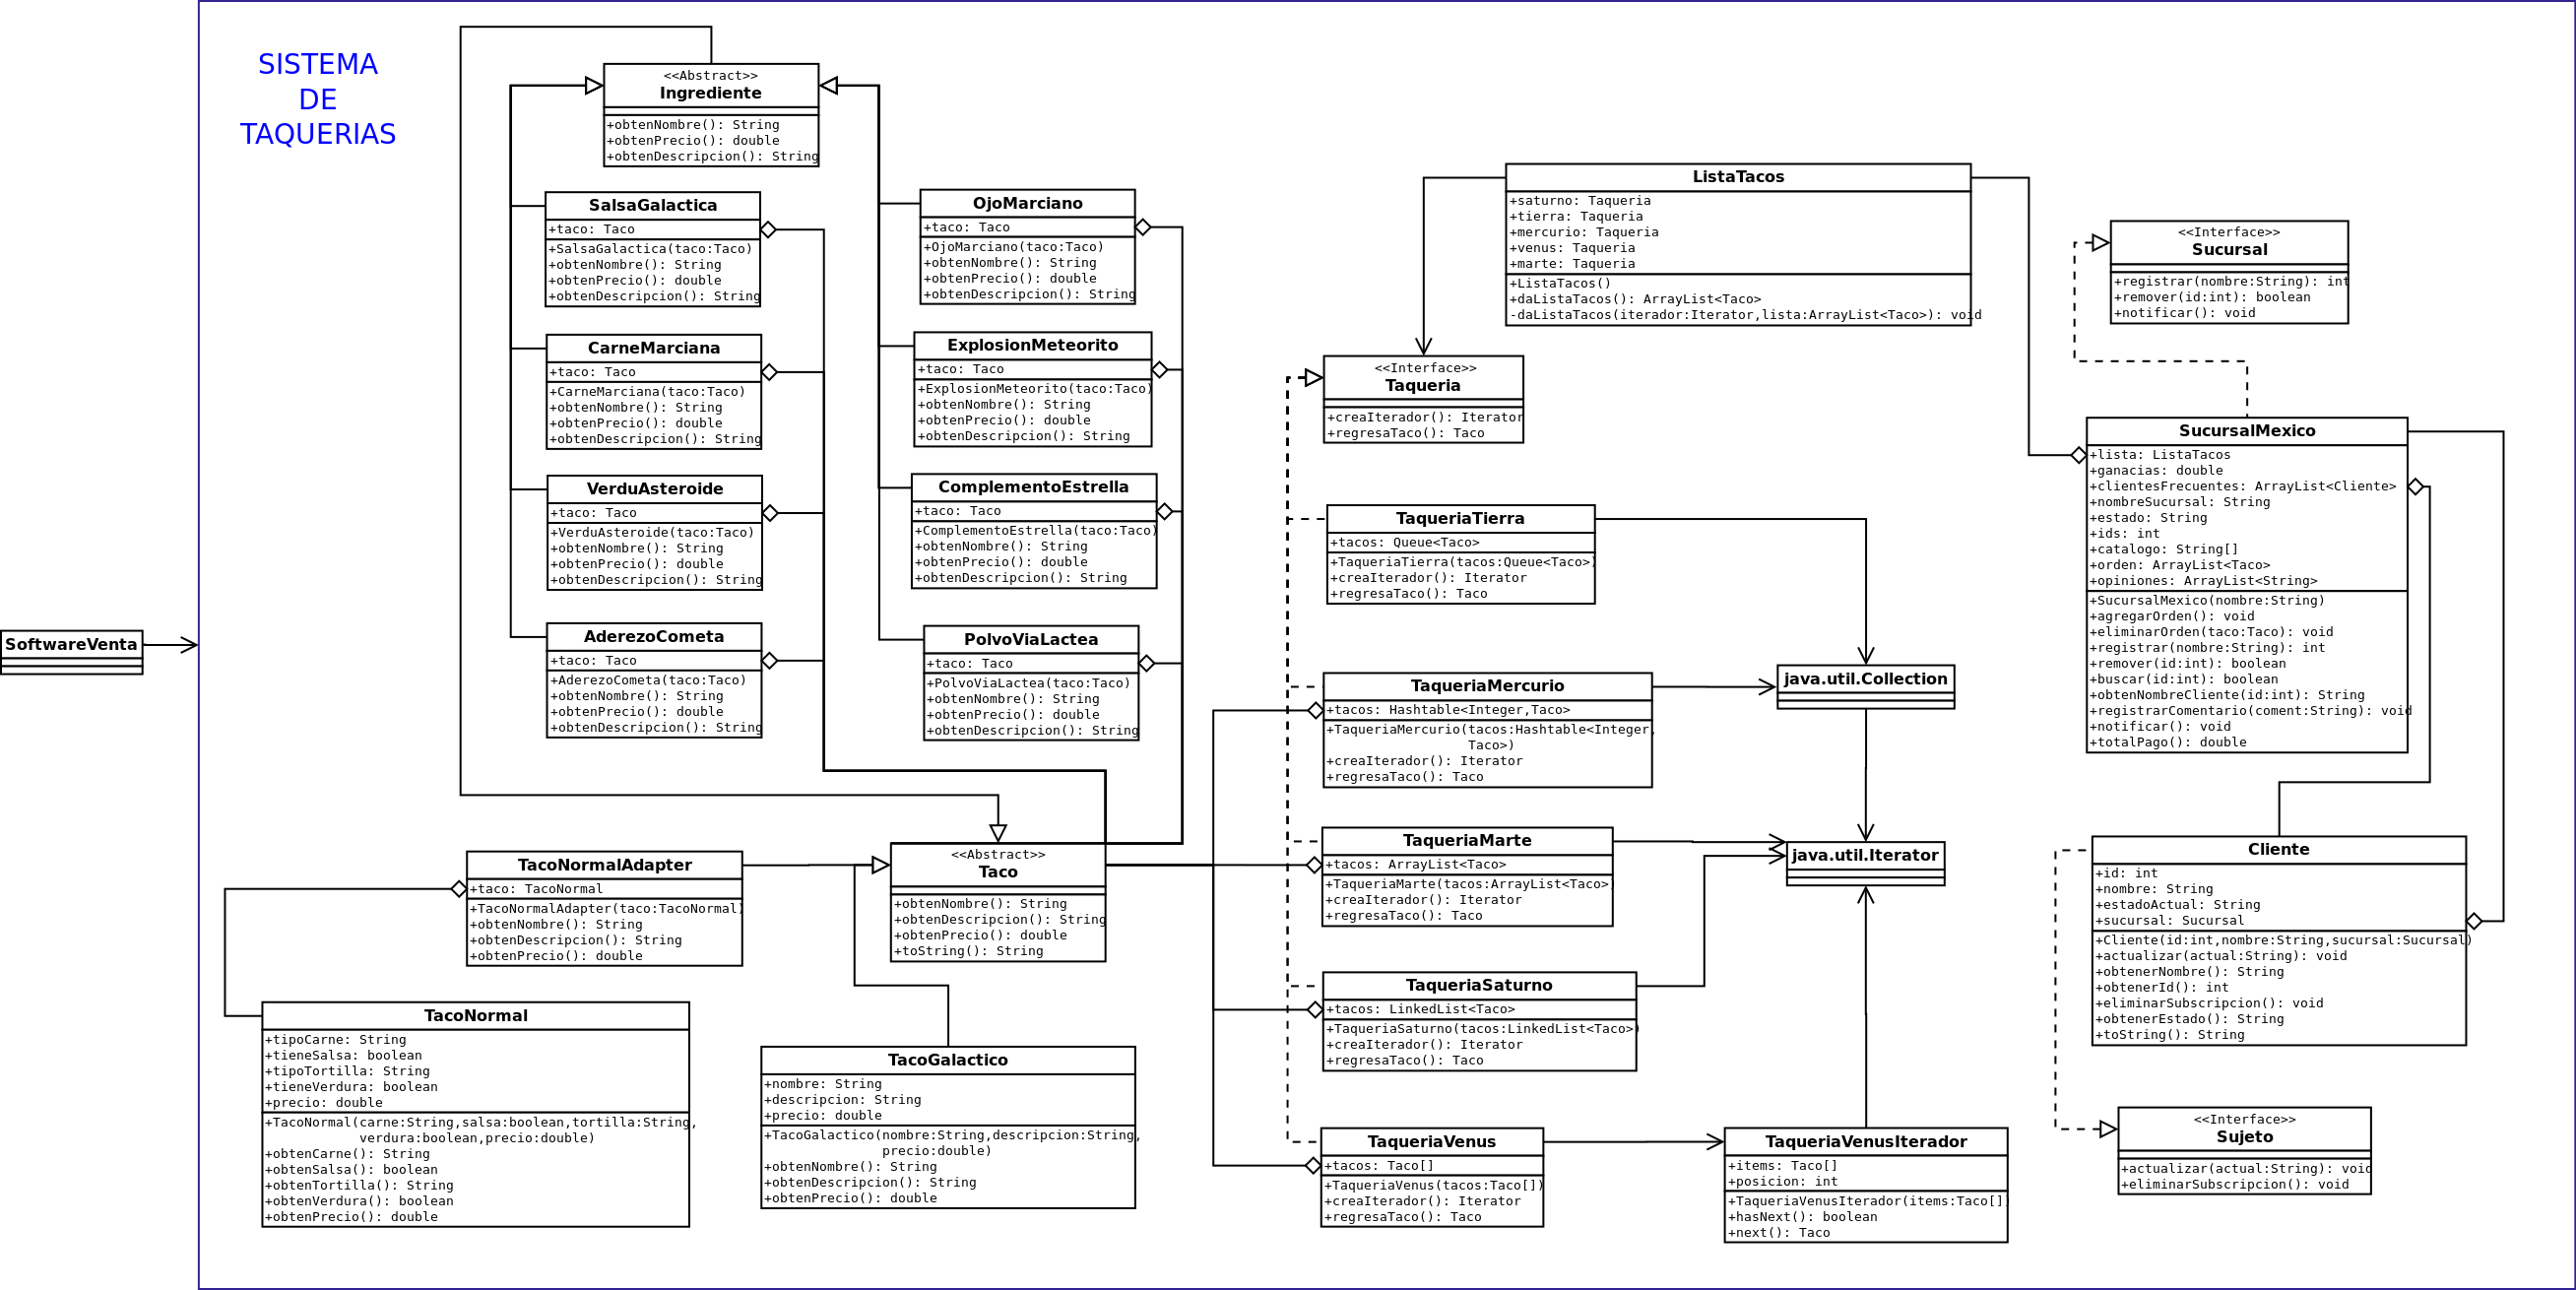 SISTEMA
DE
TAQUERIAS
SoftwareVenta
<<Abstract>>
Ingrediente
+obtenNombre(): String
+obtenPrecio(): double
+obtenDescripcion(): String
SalsaGalactica
+taco: Taco
+SalsaGalactica(taco:Taco)
+obtenNombre(): String
+obtenPrecio(): double
+obtenDescripcion(): String
CarneMarciana
+taco: Taco
+CarneMarciana(taco:Taco)
+obtenNombre(): String
+obtenPrecio(): double
+obtenDescripcion(): String
VerduAsteroide
+taco: Taco
+VerduAsteroide(taco:Taco)
+obtenNombre(): String
+obtenPrecio(): double
+obtenDescripcion(): String
AderezoCometa
+taco: Taco
+AderezoCometa(taco:Taco)
+obtenNombre(): String
+obtenPrecio(): double
+obtenDescripcion(): String
OjoMarciano
+taco: Taco
+OjoMarciano(taco:Taco)
+obtenNombre(): String
+obtenPrecio(): double
+obtenDescripcion(): String
ExplosionMeteorito
+taco: Taco
+ExplosionMeteorito(taco:Taco)
+obtenNombre(): String
+obtenPrecio(): double
+obtenDescripcion(): String
ComplementoEstrella
+taco: Taco
+ComplementoEstrella(taco:Taco)
+obtenNombre(): String
+obtenPrecio(): double
+obtenDescripcion(): String
PolvoViaLactea
+taco: Taco
+PolvoViaLactea(taco:Taco)
+obtenNombre(): String
+obtenPrecio(): double
+obtenDescripcion(): String
TacoNormalAdapter
+taco: TacoNormal
+TacoNormalAdapter(taco:TacoNormal)
+obtenNombre(): String
+obtenDescripcion(): String
+obtenPrecio(): double
<<Abstract>>
Taco
+obtenNombre(): String
+obtenDescripcion(): String
+obtenPrecio(): double
+toString(): String
TacoNormal
+tipoCarne: String
+tieneSalsa: boolean
+tipoTortilla: String
+tieneVerdura: boolean
+precio: double
+TacoNormal(carne:String,salsa:boolean,tortilla:String,
verdura:boolean,precio:double)
+obtenCarne(): String
+obtenSalsa(): boolean
+obtenTortilla(): String
+obtenVerdura(): boolean
+obtenPrecio(): double
TacoGalactico
+nombre: String
+descripcion: String
+precio: double
+TacoGalactico(nombre:String,descripcion:String,
precio:double)
+obtenNombre(): String
+obtenDescripcion(): String
+obtenPrecio(): double
ListaTacos
+saturno: Taqueria
+tierra: Taqueria
+mercurio: Taqueria
+venus: Taqueria
+marte: Taqueria
+ListaTacos()
+daListaTacos(): ArrayList<Taco>
-daListaTacos(iterador:Iterator,lista:ArrayList<Taco>): void
<<Interface>>
Taqueria
+creaIterador(): Iterator
+regresaTaco(): Taco
TaqueriaTierra
+tacos: Queue<Taco>
+TaqueriaTierra(tacos:Queue<Taco>)
+creaIterador(): Iterator
+regresaTaco(): Taco
TaqueriaMercurio
+tacos: Hashtable<Integer,Taco>
+TaqueriaMercurio(tacos:Hashtable<Integer,
Taco>)
+creaIterador(): Iterator
+regresaTaco(): Taco
TaqueriaMarte
+tacos: ArrayList<Taco>
+TaqueriaMarte(tacos:ArrayList<Taco>)
+creaIterador(): Iterator
+regresaTaco(): Taco
TaqueriaSaturno
+tacos: LinkedList<Taco>
+TaqueriaSaturno(tacos:LinkedList<Taco>)
+creaIterador(): Iterator
+regresaTaco(): Taco
TaqueriaVenus
+tacos: Taco[]
+TaqueriaVenus(tacos:Taco[])
+creaIterador(): Iterator
+regresaTaco(): Taco
java.util.Collection
java.util.Iterator
TaqueriaVenusIterador
+items: Taco[]
+posicion: int
+TaqueriaVenusIterador(items:Taco[])
+hasNext(): boolean
+next(): Taco
<<Interface>>
Sucursal
+registrar(nombre:String): int
+remover(id:int): boolean
+notificar(): void
SucursalMexico
+lista: ListaTacos
+ganacias: double
+clientesFrecuentes: ArrayList<Cliente>
+nombreSucursal: String
+estado: String
+ids: int
+catalogo: String[]
+orden: ArrayList<Taco>
+opiniones: ArrayList<String>
+SucursalMexico(nombre:String)
+agregarOrden(): void
+eliminarOrden(taco:Taco): void
+registrar(nombre:String): int
+remover(id:int): boolean
+buscar(id:int): boolean
+obtenNombreCliente(id:int): String
+registrarComentario(coment:String): void
+notificar(): void
+totalPago(): double
Cliente
+id: int
+nombre: String
+estadoActual: String
+sucursal: Sucursal
+Cliente(id:int,nombre:String,sucursal:Sucursal)
+actualizar(actual:String): void
+obtenerNombre(): String
+obtenerId(): int
+eliminarSubscripcion(): void
+obtenerEstado(): String
+toString(): String
<<Interface>>
Sujeto
+actualizar(actual:String): void
+eliminarSubscripcion(): void